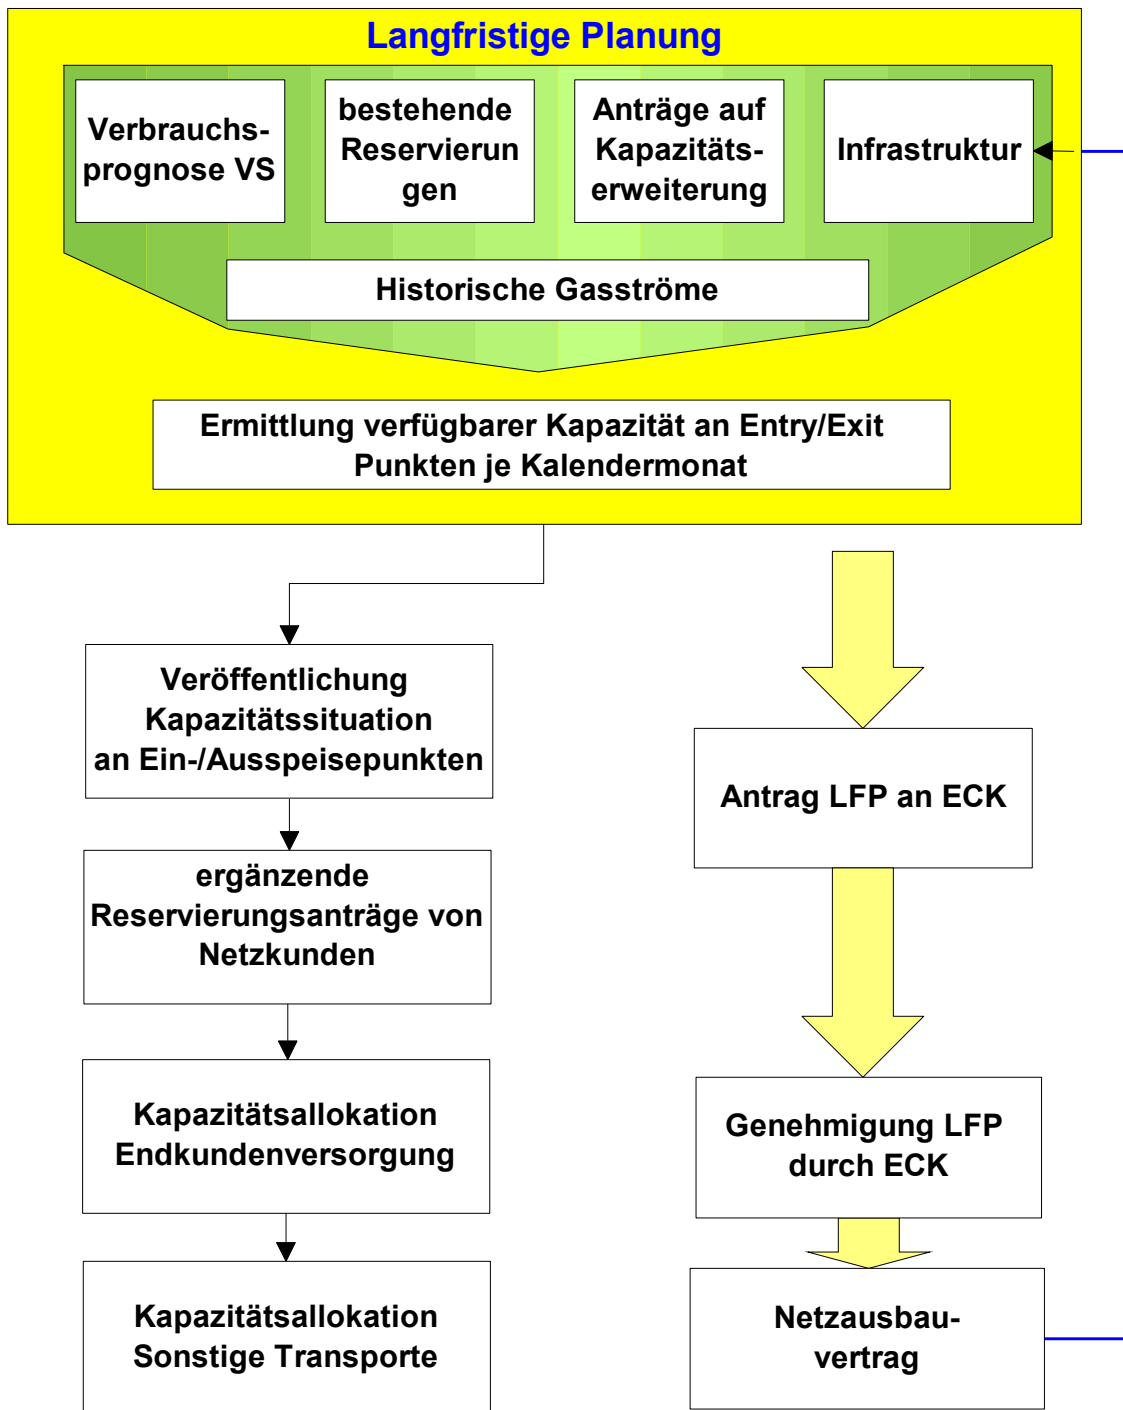 Langfristige Planung
Verbrauchs-
prognose VS
bestehende
Reservierun
gen
Anträge auf
Kapazitäts-
erweiterung
Infrastruktur
Historische Gasströme
Ermittlung verfügbarer Kapazität an Entry/Exit
Punkten je Kalendermonat
Veröffentlichung
Kapazitätssituation
an Ein-/Ausspeisepunkten
ergänzende
Reservierungsanträge von
Netzkunden
Kapazitätsallokation
Endkundenversorgung
Kapazitätsallokation
Sonstige Transporte
Antrag LFP an ECK
Genehmigung LFP
durch ECK
Netzausbau-
vertrag